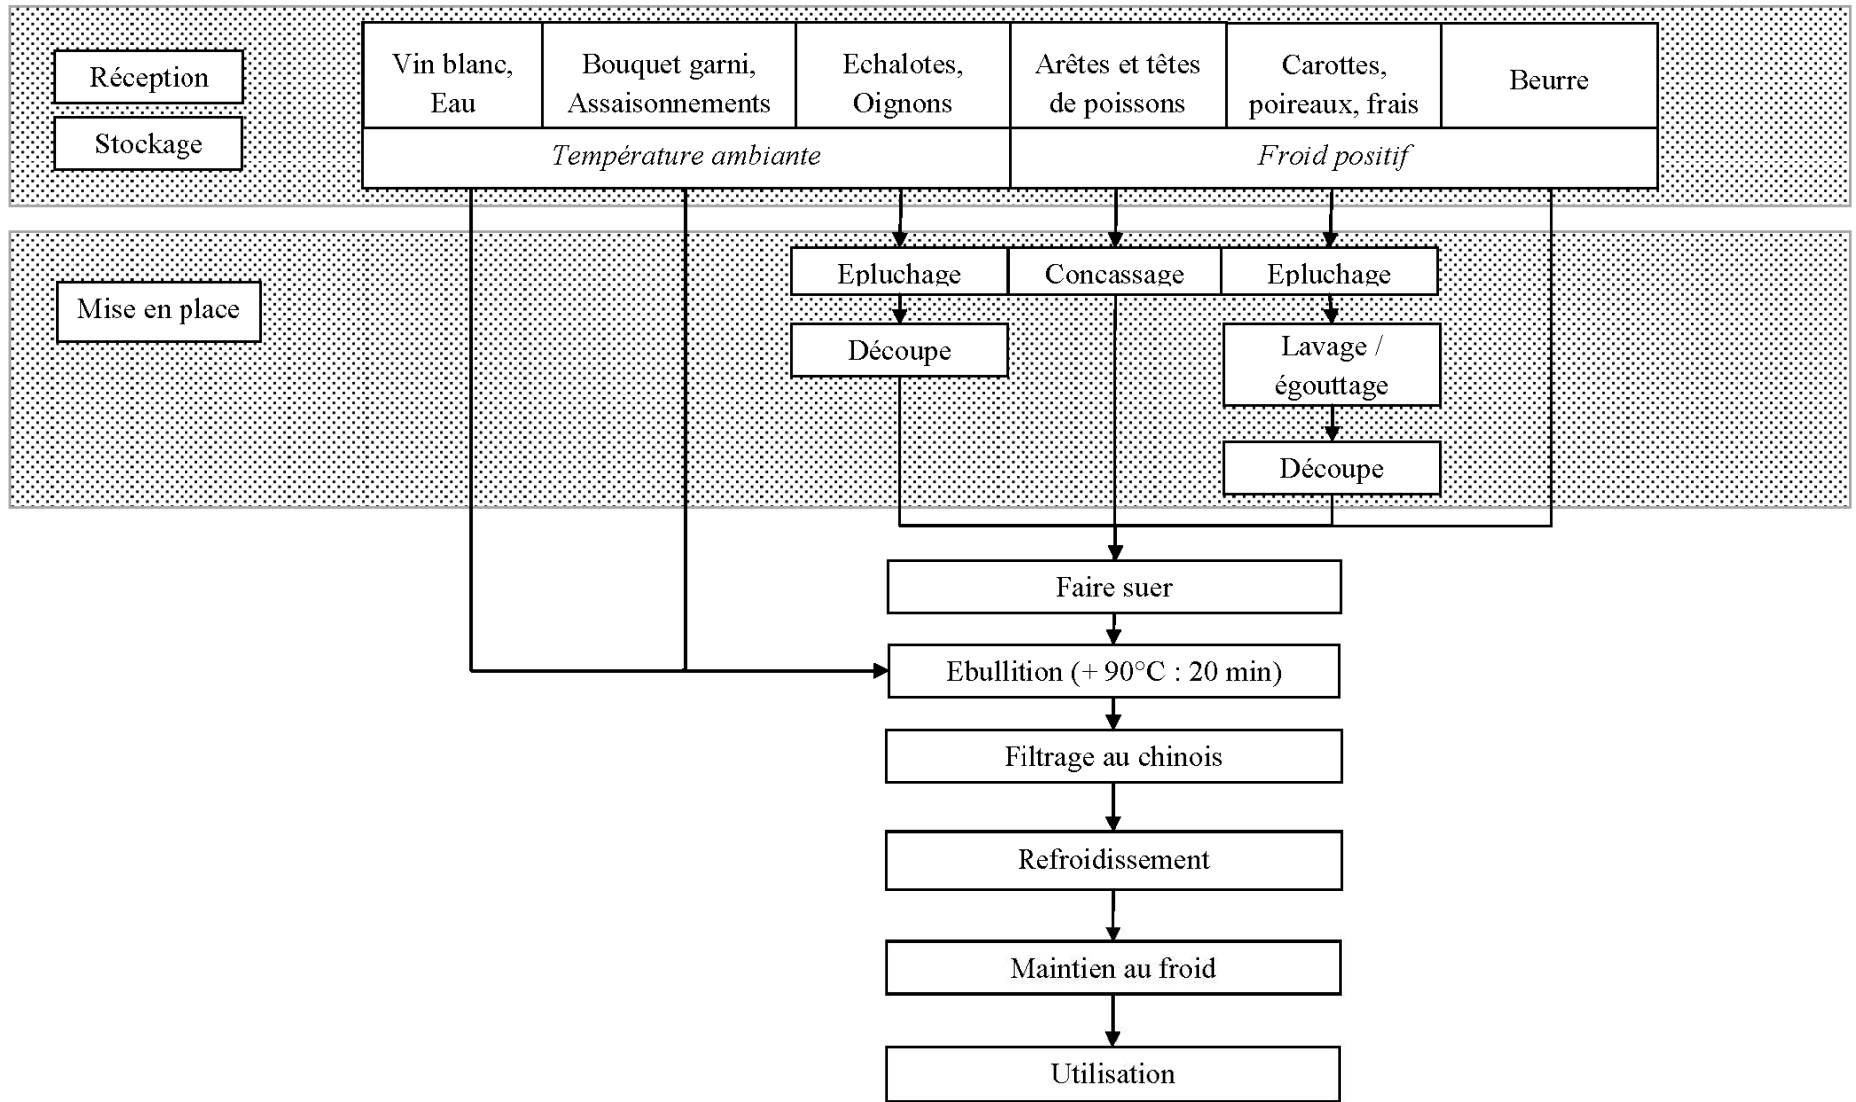 Réception
Stockage
Vin blanc,
Eau
Bouquet garni,
Assaisonnements
Echalotes,
Oignons
Arêtes et têtes
de poissons
Carottes,
poireaux, frais
Beurre
Température ambiante
Froid positif
Mise en place
Epluchage
Concassage
Epluchage
Découpe
Lavage /
égouttage
Découpe
Faire suer
Ebullition (+ 90°C : 20 min)
Filtrage au chinois
Refroidissement
Maintien au froid
Utilisation